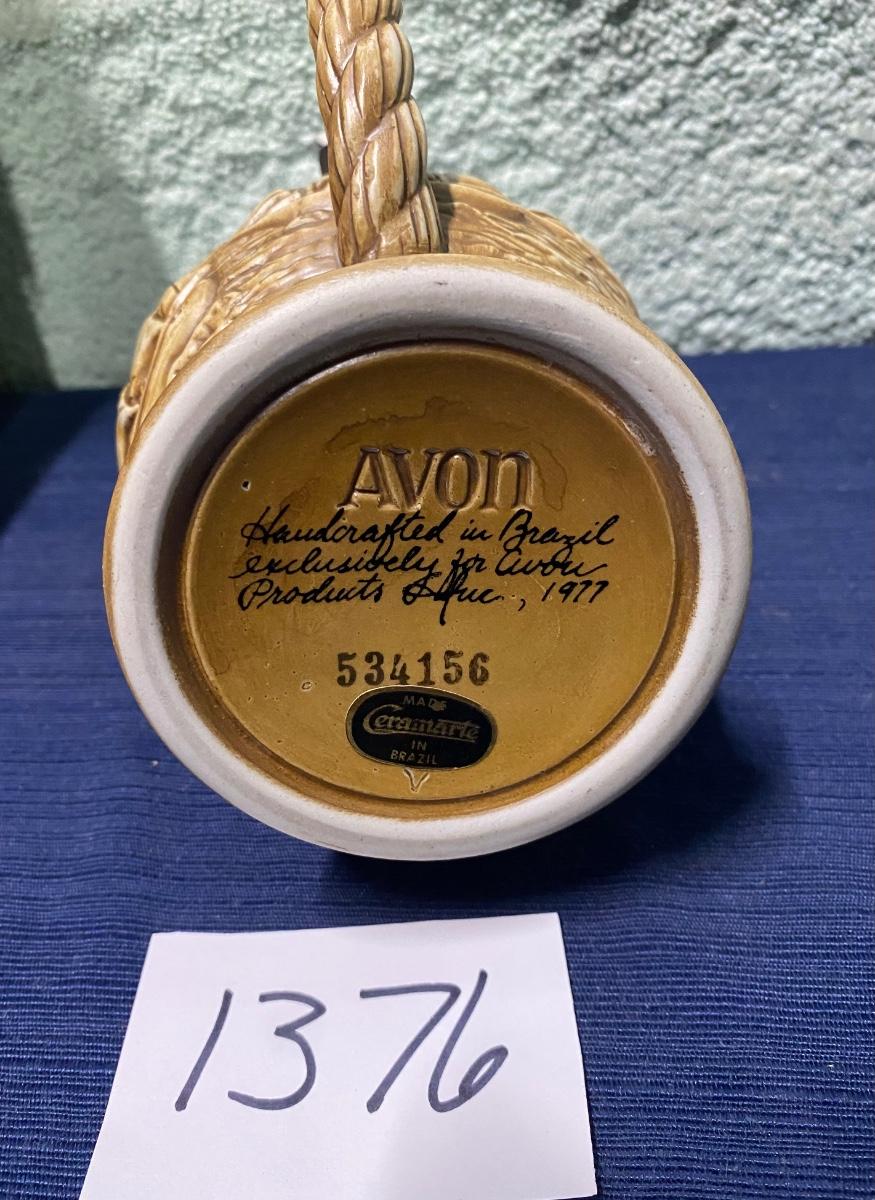 AVON
Handcrafted in Brazil
exclusively for Avon
Products Inc, 1977
534156
c
MADE
Ceramarte
IN
BRAZIL
V
1376